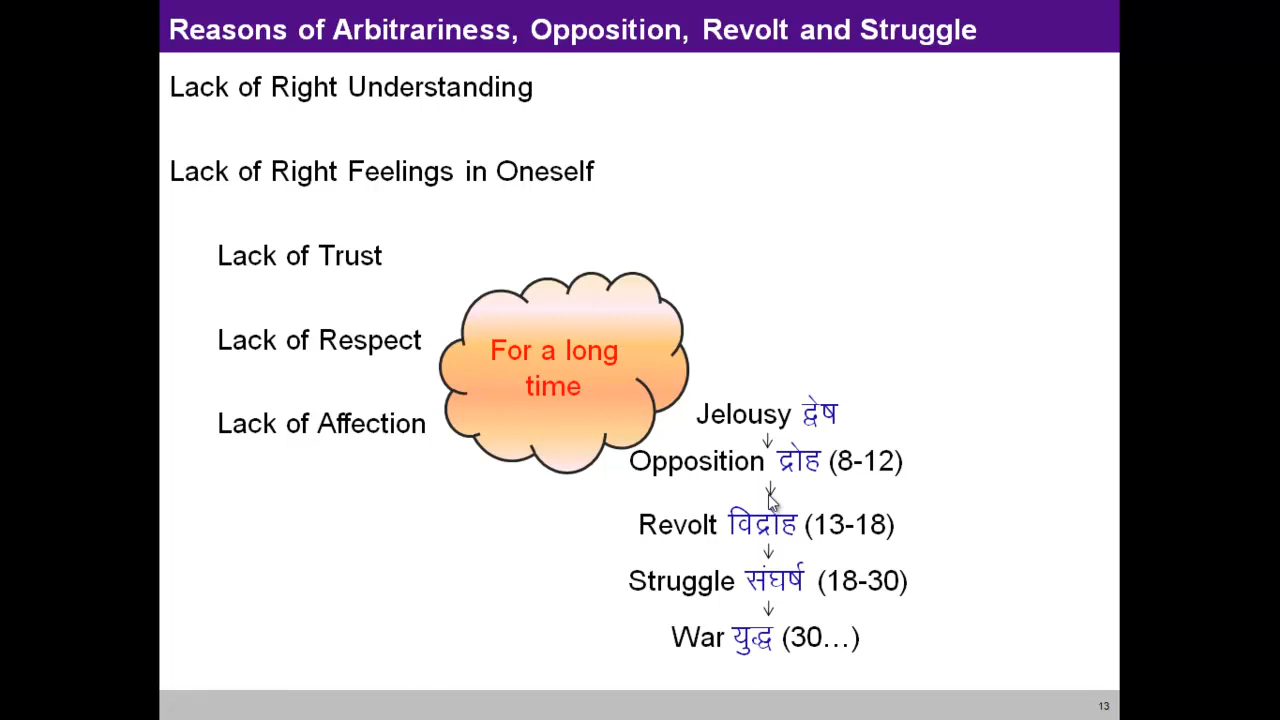 Reasons of Arbitrariness, Opposition, Revolt and Struggle
Lack of Right Understanding
Lack of Right Feelings in Oneself
Lack of Trust
Lack of Respect
Lack of Affection
For a long
time
Jelousy द्वेष
Opposition द्रोह (8-12)
Revolt विद्रोह (13-18)
Struggle संघर्ष (18-30)
War युद्ध (30...)
13